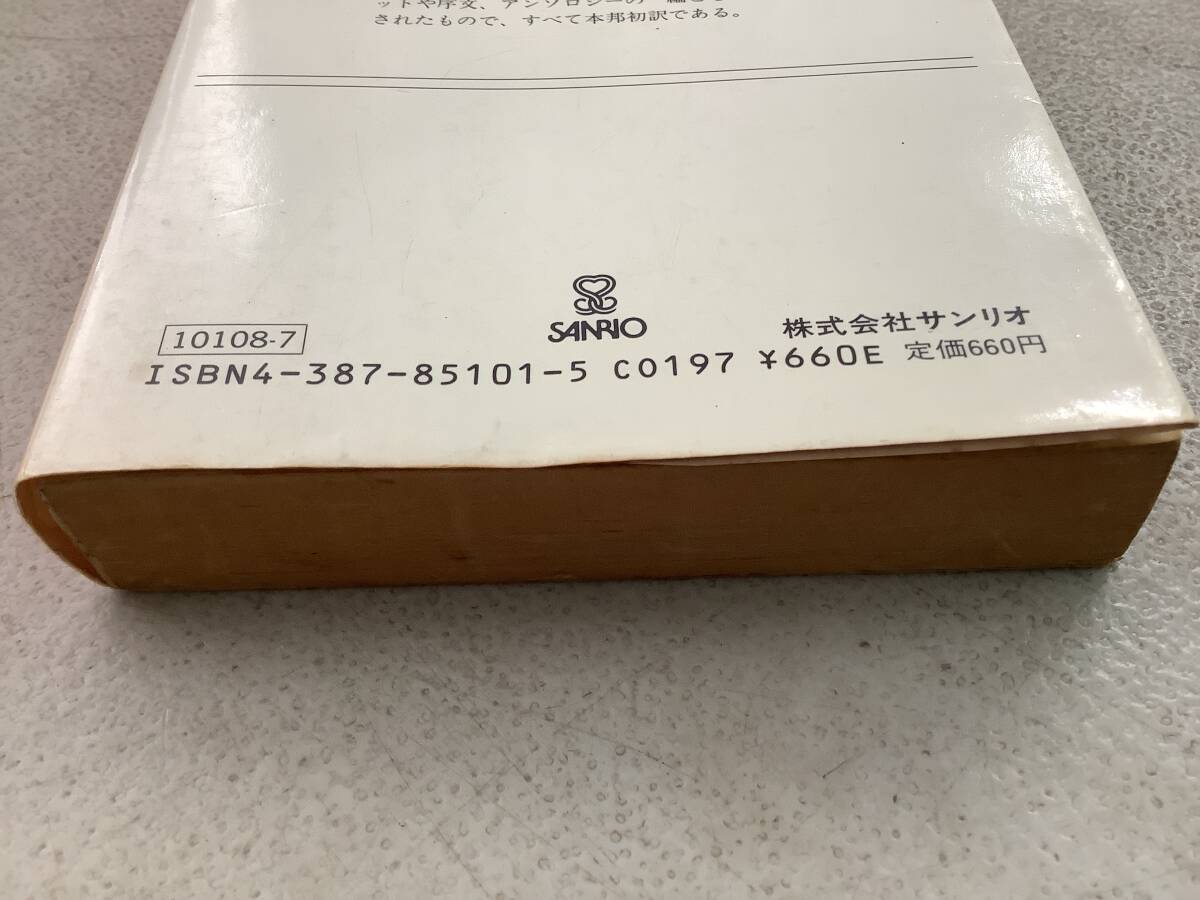 ットや序文、アンソロジーの一編とし
されたもので、すべて本邦初訳である。
SANRIO
株式会社サンリオ
10108-7
ISBN4-387-85101-5 C0197 ¥660E 定価660円